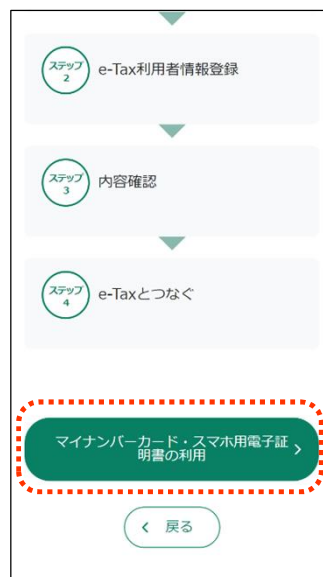 ステップ
2
e-Tax利用者情報登録
ステップ
3
内容確認
ステップ
4
e-Taxとつなぐ
マイナンバーカード・スマホ用電子証
明書の利用
戻る